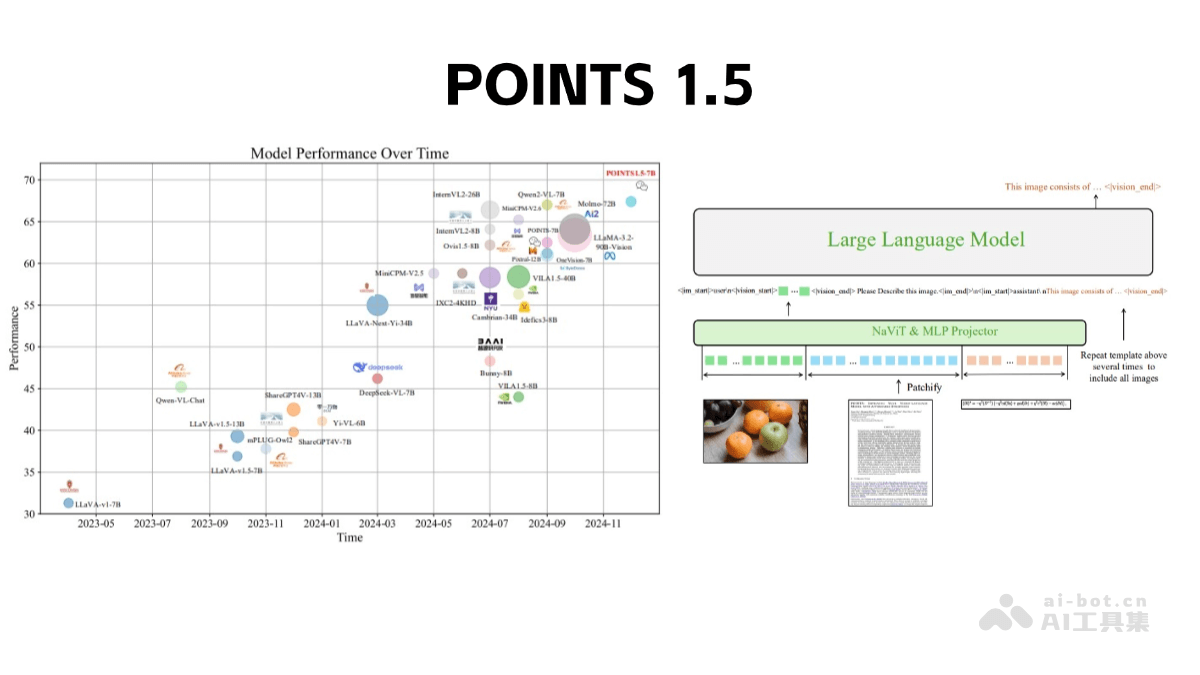 POINTS 1.5
Model Performance Over Time
Performance
70
65
60
55
50
45
40
35
30
2023-05
2023-07
2023-09
2023-11
2024-01
2024-03
2024-05
2024-07
2024-09
2024-11
Time
POINTS1.5-7B
InternVL2-26B
Qwen2-VL-7B
MiniCPM-V2.6
Molmo-72B
Ai2
InternVL2-8B
POINTS-7B
Ovis1.5-8B
LLaMA-3.2-
90B-Vision
Pixtral-12B
OneVision-7B
MiniCPM-V2.5
VILA1.5-40B
IXC2-4KHD
NYU
Cambrian-34B
Idefics3-8B
LLaVA-Next-Yi-34B
BAAI
Bunny-8B
deepseek
DeepSeek-VL-7B
VILA1.5-8B
Qwen-VL-Chat
ShareGPT4V-13B
Yi-VL-6B
LLaVA-v1.5-13B
mPLUG-Owl2
ShareGPT4V-7B
LLaVA-v1.5-7B
LLaVA-v1-7B
This image consists of … <|vision_end|>
Large Language Model
<|im_start|>user\n<|vision_start|> ... <|vision_end|> Please Describe this image.<|im_end|>\n<|im_start|>assistant\n This image consists of … <|vision_end|>
NaViT & MLP Projector
... ... ...
Patchify
Repeat template above
several times to
include all images
ai-bot.cn
AI工具集